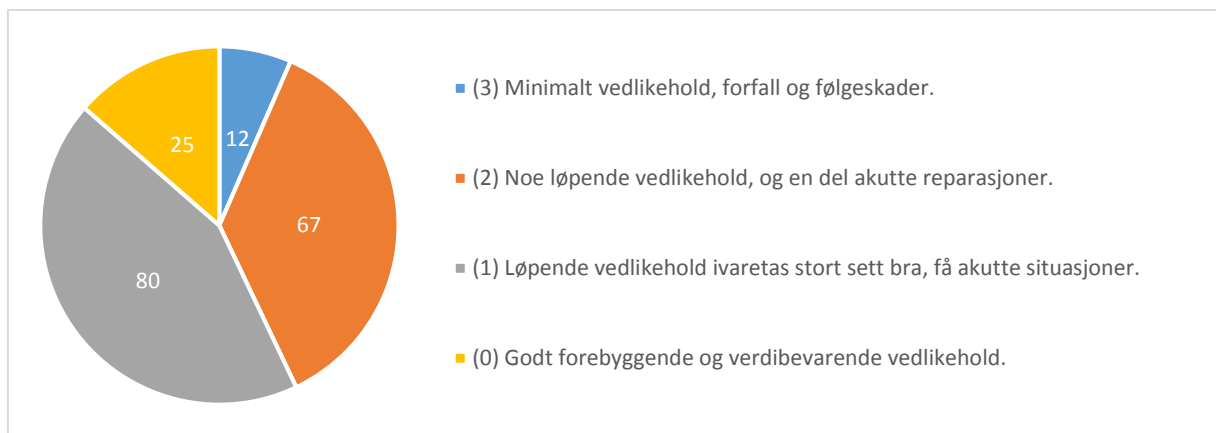 12
67
80
25
(3) Minimalt vedlikehold, forfall og følgeskader.
(2) Noe løpende vedlikehold, og en del akutte reparasjoner.
(1) Løpende vedlikehold ivaretas stort sett bra, få akutte situasjoner.
(0) Godt forebyggende og verdibevarende vedlikehold.